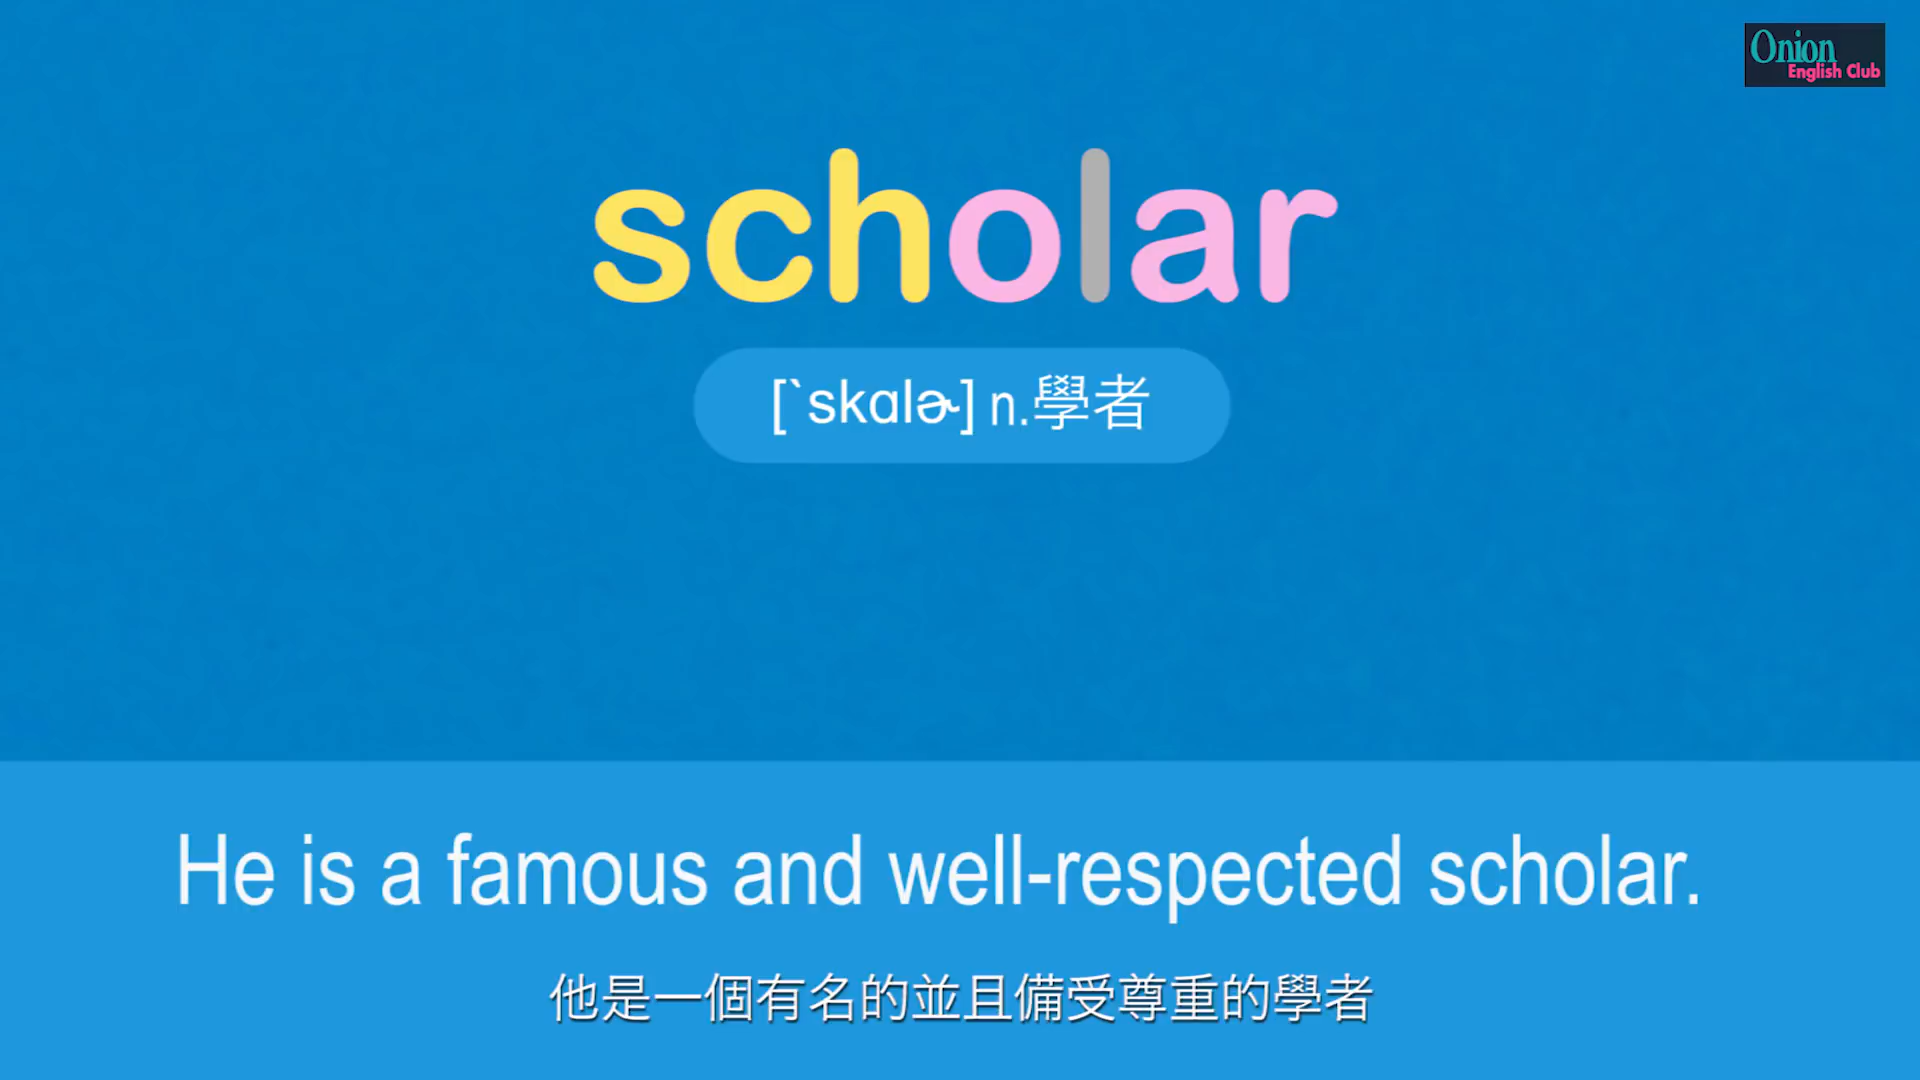 Onion
English Club
scholar
[`skɑlɚ] n.學者
He is a famous and well-respected scholar.
他是一個有名的並且備受尊重的學者